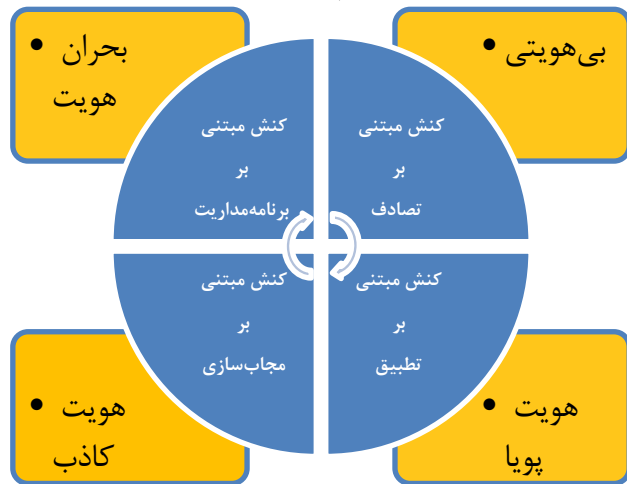 بی‌هویتی •
بحران •
هویت
کنش مبتنی
بر
تصادف
کنش مبتنی
بر
برنامه‌مداریت
کنش مبتنی
بر
تطبیق
کنش مبتنی
بر
مجاب‌سازی
هویت •
پویا
هویت •
کاذب